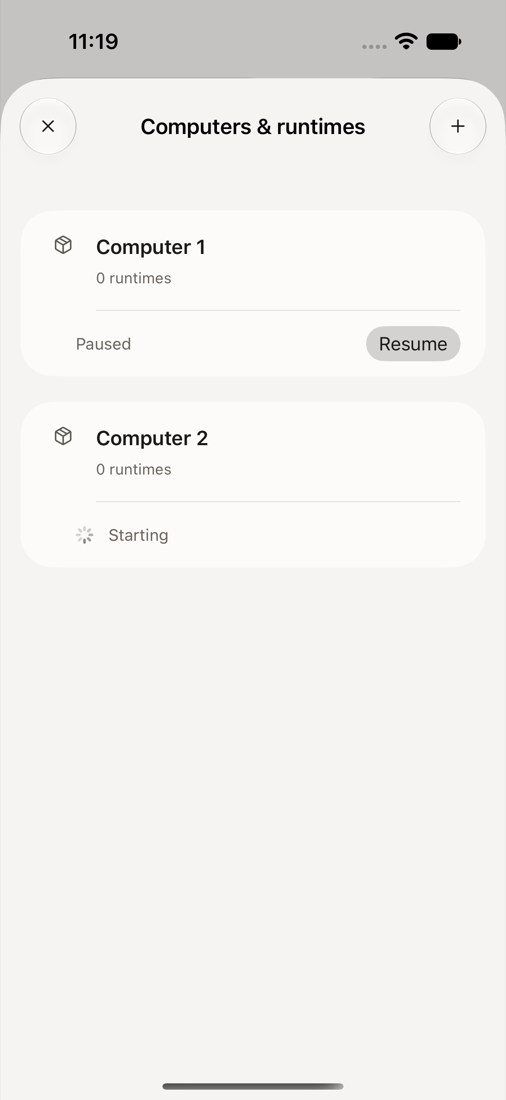 11:19
Computers & runtimes
Computer 1
0 runtimes
Paused
Resume
Computer 2
0 runtimes
Starting